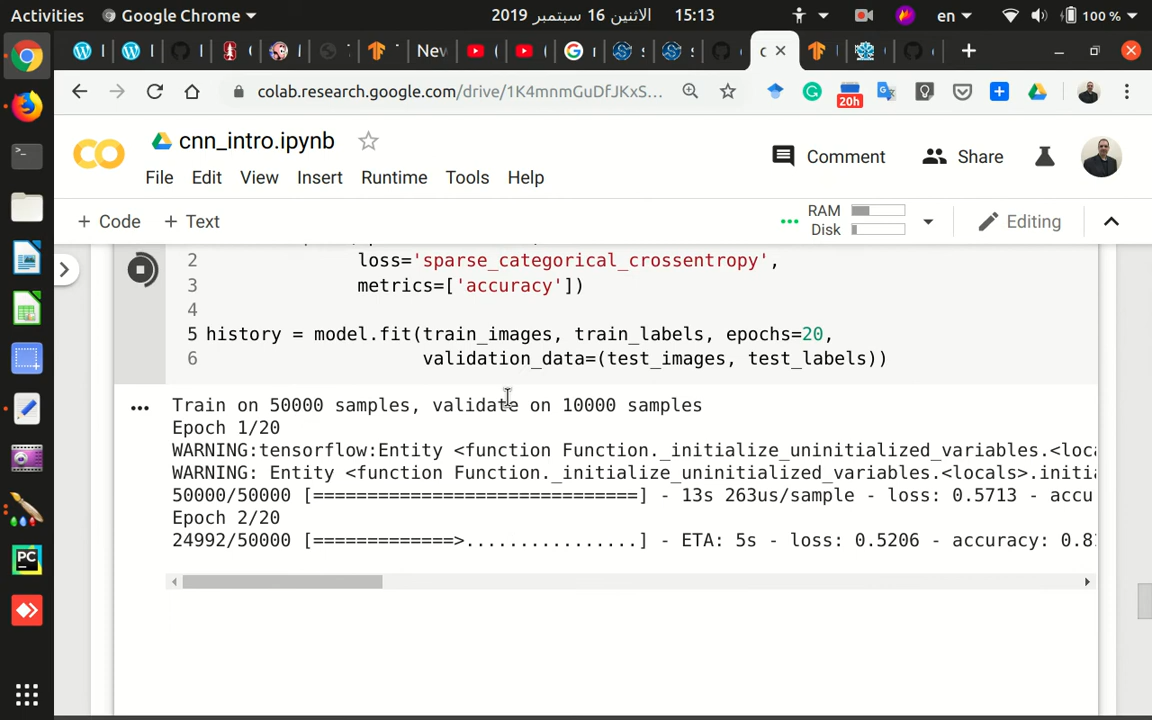 Activities
Google Chrome
الاثنين 16 سبتمبر 2019 15:13
en
100 %
New
colab.research.google.com/drive/1K4mnmGuDfJKxS...
20h
cnn_intro.ipynb
Comment
Share
File Edit View Insert Runtime Tools Help
+ Code + Text
RAM
Disk
Editing
2 loss='sparse_categorical_crossentropy',
3 metrics=['accuracy'])
4
5 history = model.fit(train_images, train_labels, epochs=20,
6 validation_data=(test_images, test_labels))
Train on 50000 samples, validate on 10000 samples
Epoch 1/20
WARNING:tensorflow:Entity <function Function._initialize_uninitialized_variables.<loca
WARNING: Entity <function Function._initialize_uninitialized_variables.<locals>.initia
50000/50000 [==============================] - 13s 263us/sample - loss: 0.5713 - accu
Epoch 2/20
24992/50000 [=============>................] - ETA: 5s - loss: 0.5206 - accuracy: 0.81